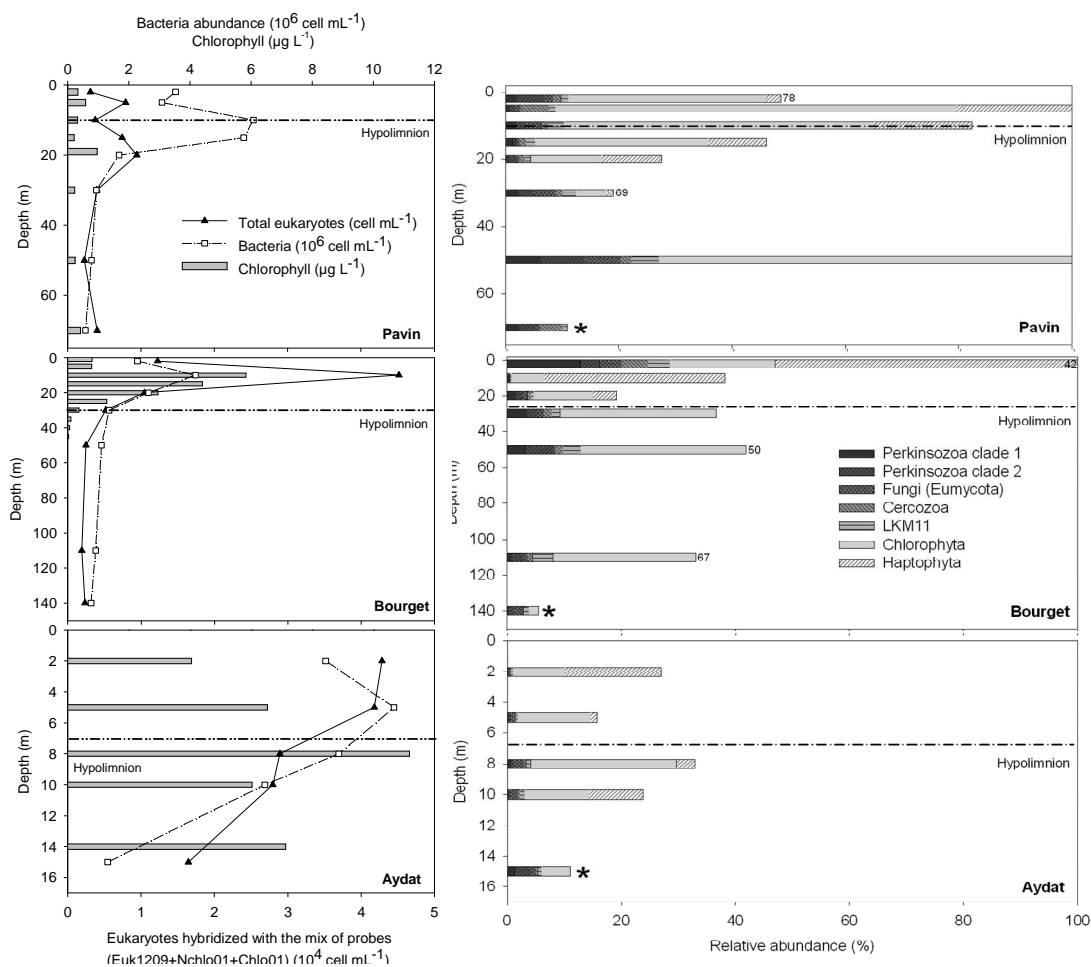 Bacteria abundance (10^6 cell mL^-1)
Chlorophyll (µg L^-1)
0 2 4 6 8 10 12
0
20
40
60
Depth (m)
Hypolimnion
Total eukaryotes (cell mL^-1)
Bacteria (10^6 cell mL^-1)
Chlorophyll (µg L^-1)
Pavin
0
20
40
60
80
100
120
140
Depth (m)
Hypolimnion
Bourget
0
2
4
6
8
10
12
14
16
Depth (m)
Hypolimnion
Aydat
0 1 2 3 4 5
Eukaryotes hybridized with the mix of probes
(Euk1209+Nchlo01+Chlo01) (10^4 cell mL^-1)
0
20
40
60
Depth (m)
78
Hypolimnion
69
*
Pavin
0
20
40
60
80
100
120
140
Depth (m)
42
Hypolimnion
50
67
Perkinsozoa clade 1
Perkinsozoa clade 2
Fungi (Eumycota)
Cercozoa
LKM11
Chlorophyta
Haptophyta
*
Bourget
0
2
4
6
8
10
12
14
16
Depth (m)
Hypolimnion
*
Aydat
0 20 40 60 80 100
Relative abundance (%)